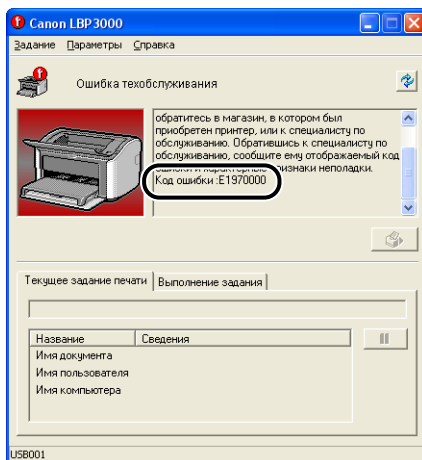 Canon LBP3000
Задание Параметры Справка
Ошибка техобслуживания
обратитесь в магазин, в котором был
приобретен принтер, или к специалисту по
обслуживанию. Обратившись к специалисту по
обслуживанию, сообщите ему отображаемый код
ошибки и характерные признаки неполадки.
Код ошибки :E1970000
Текущее задание печати Выполнение задания
Название Сведения
Имя документа
Имя пользователя
Имя компьютера
USB001